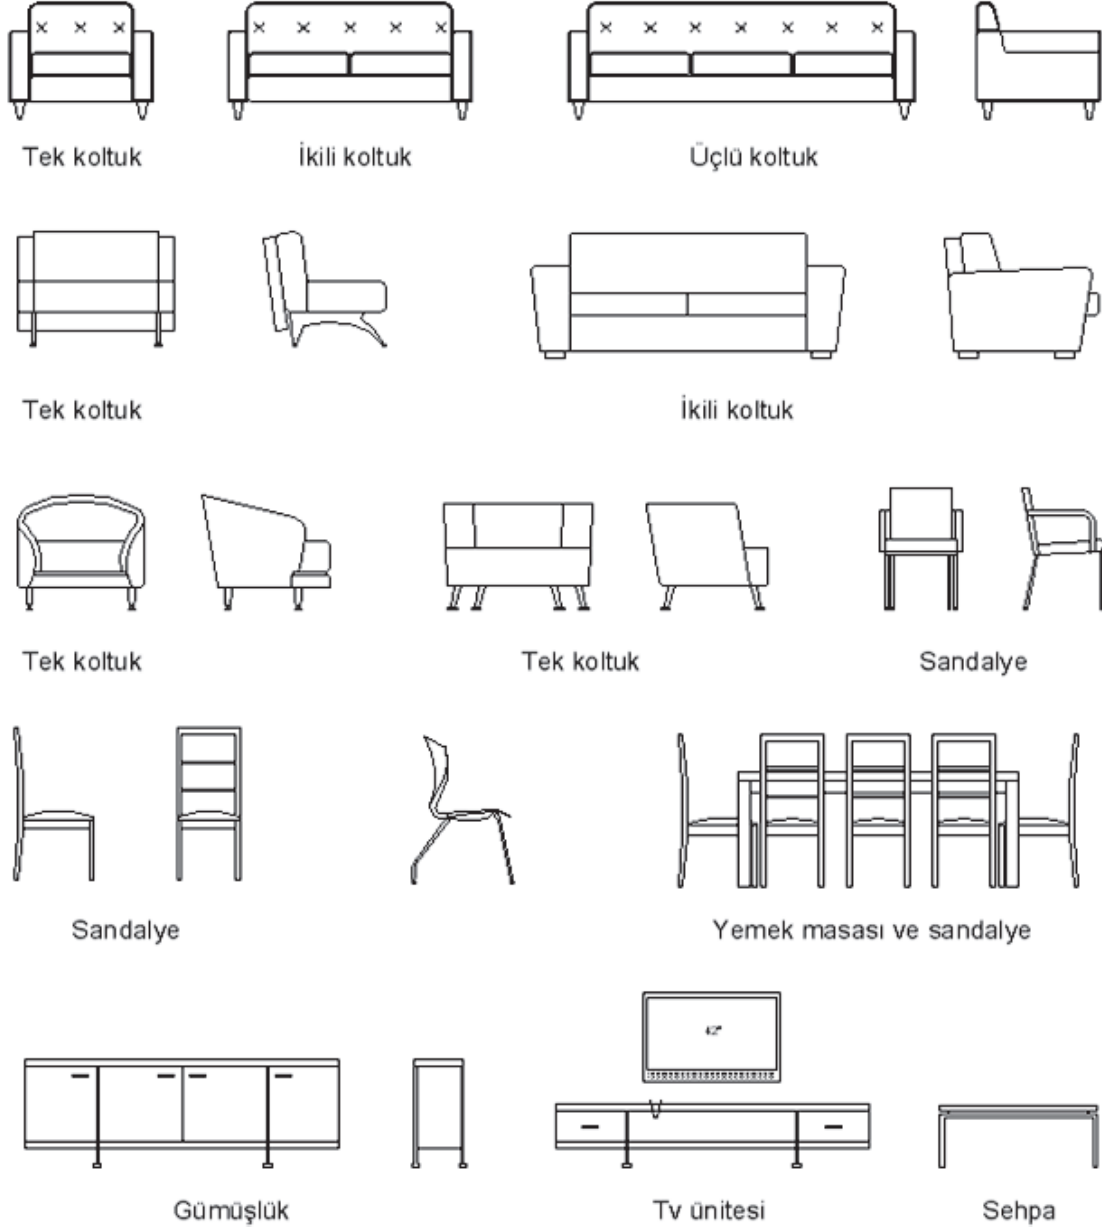 Tek koltuk
İkili koltuk
Üçlü koltuk
Tek koltuk
İkili koltuk
Tek koltuk
Tek koltuk
Sandalye
Sandalye
Yemek masası ve sandalye
42"
Gümüşlük
Tv ünitesi
Sehpa